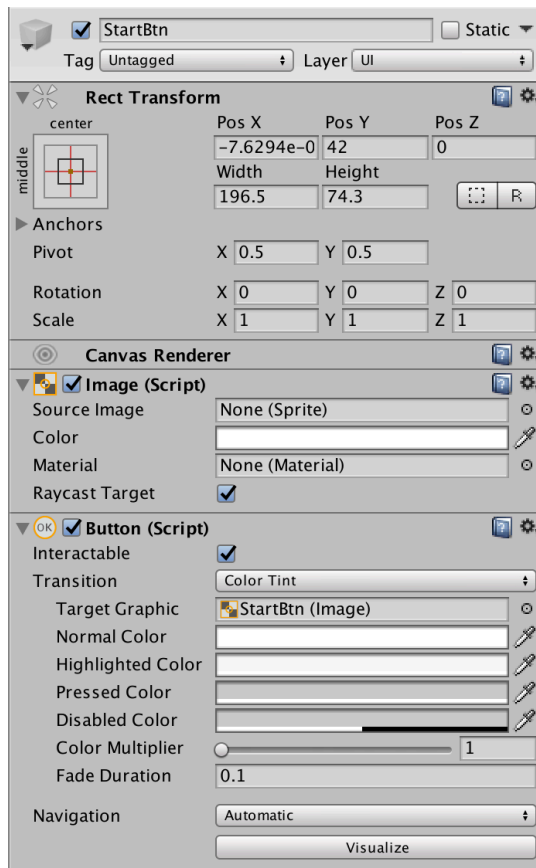 StartBtn Static
Tag Untagged Layer UI
Rect Transform
center Pos X Pos Y Pos Z
middle -7.6294e-0 42 0
Width Height
196.5 74.3 R
Anchors
Pivot X 0.5 Y 0.5
Rotation X 0 Y 0 Z 0
Scale X 1 Y 1 Z 1
Canvas Renderer
Image (Script)
Source Image None (Sprite)
Color
Material None (Material)
Raycast Target
OK Button (Script)
Interactable
Transition Color Tint
Target Graphic StartBtn (Image)
Normal Color
Highlighted Color
Pressed Color
Disabled Color
Color Multiplier 1
Fade Duration 0.1
Navigation Automatic
Visualize